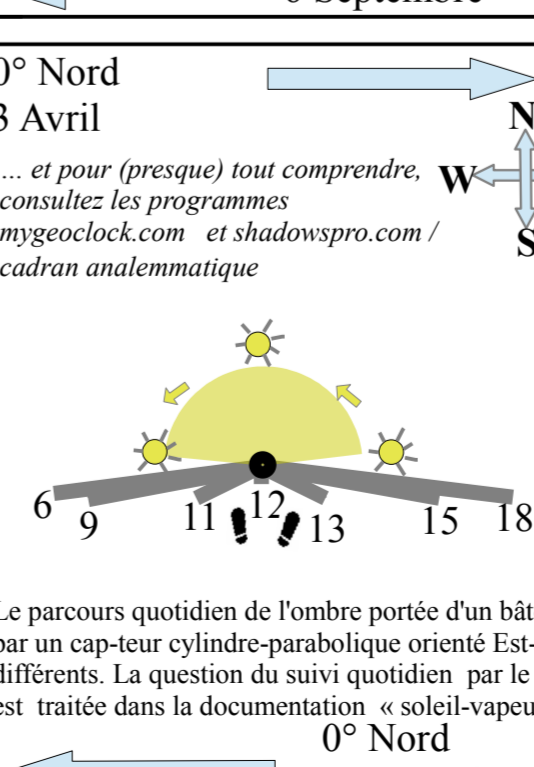 6 Septembre
0° Nord
3 Avril
N
... et pour (presque) tout comprendre,
W
consultez les programmes
mygeoclock.com et shadowspro.com /
S
cadran analemmatique
6 9 11 12 13 15 18
Le parcours quotidien de l'ombre portée d'un bât
par un cap-teur cylindre-parabolique orienté Est-
différents. La question du suivi quotidien par le
est traitée dans la documentation « soleil-vapeu
0° Nord